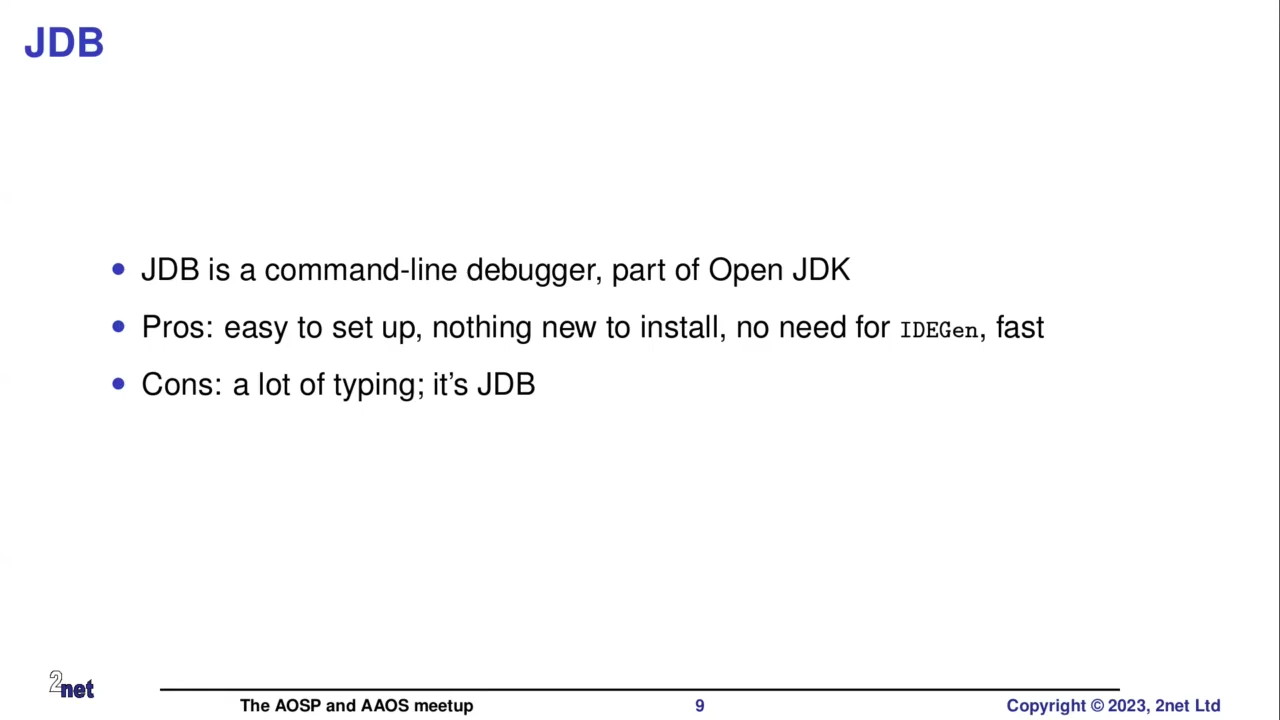 JDB
• JDB is a command-line debugger, part of Open JDK
• Pros: easy to set up, nothing new to install, no need for IDEGen, fast
• Cons: a lot of typing; it's JDB
2net
The AOSP and AAOS meetup 9 Copyright © 2023, 2net Ltd